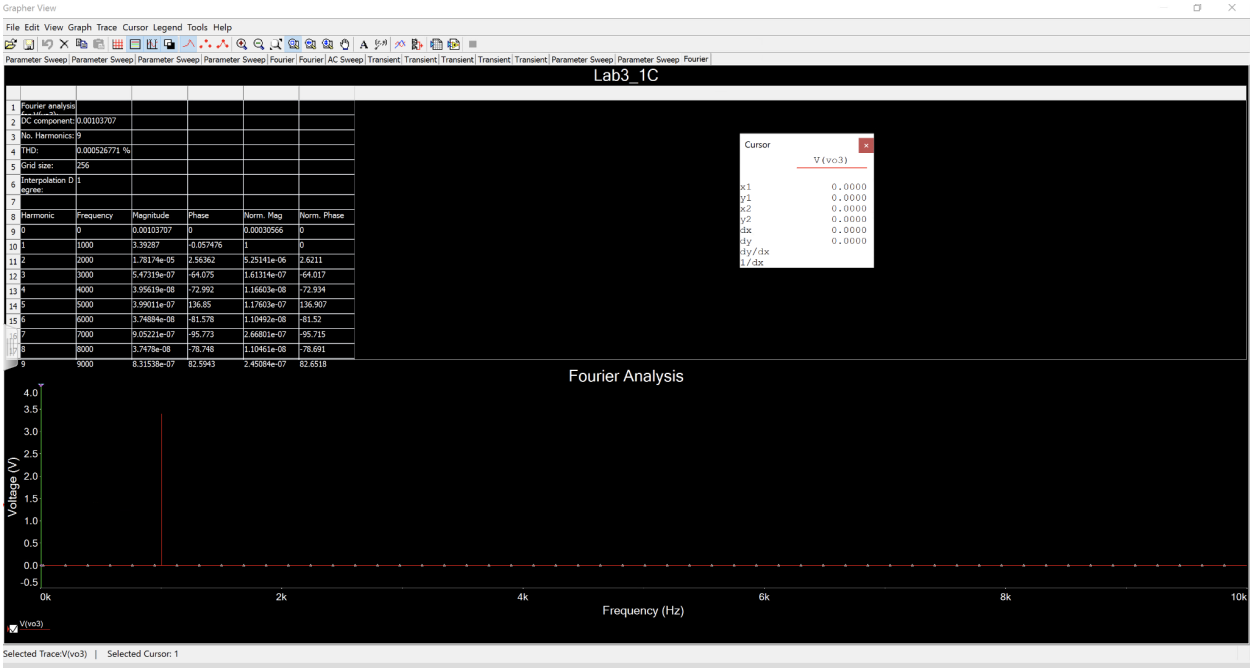 Grapher View
File Edit View Graph Trace Cursor Legend Tools Help
Parameter Sweep Parameter Sweep Parameter Sweep Parameter Sweep Fourier Fourier AC Sweep Transient Transient Transient Transient Transient Parameter Sweep Parameter Sweep Fourier
Lab3_1C
1 Fourier analysis
2 DC component: 0.00103707
3 No. Harmonics: 9
4 THD: 0.000526771 %
5 Grid size: 256
6 Interpolation D
egree: 1
7
8 Harmonic Frequency Magnitude Phase Norm. Mag Norm. Phase
9 0 0 0.00103707 0 0.00030566 0
10 1 1000 3.39287 -0.057476 1 0
11 2 2000 1.78174e-05 2.56362 5.25141e-06 2.6211
12 3 3000 5.47319e-07 -64.075 1.61314e-07 -64.017
13 4 4000 3.95619e-08 -72.992 1.16603e-08 -72.934
14 5 5000 3.99011e-07 136.85 1.17603e-07 136.907
15 6 6000 3.74884e-08 -81.578 1.10492e-08 -81.52
16 7 7000 9.05221e-07 -95.773 2.66801e-07 -95.715
17 8 8000 3.7478e-08 -78.748 1.10461e-08 -78.691
9 9000 8.31538e-07 82.5943 2.45084e-07 82.6518
Cursor
V(vo3)
x1 0.0000
y1 0.0000
x2 0.0000
y2 0.0000
dx 0.0000
dy 0.0000
dy/dx
1/dx
Fourier Analysis
4.0
3.5
3.0
2.5
2.0
1.5
1.0
0.5
0.0
-0.5
Voltage (V)
0k 2k 4k 6k 8k 10k
Frequency (Hz)
V(vo3)
Selected Trace:V(vo3) | Selected Cursor: 1